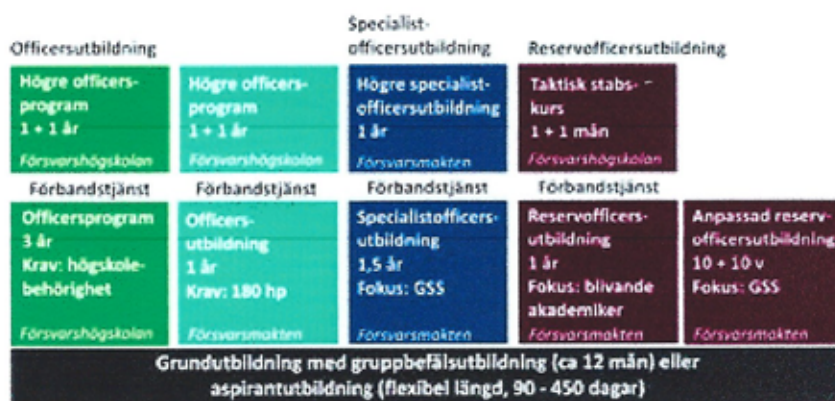 Officersutbildning
Specialist-
officersutbildning
Reservofficersutbildning
Högre officers-
program
1 + 1 år
Försvarshögskolan
Högre officers-
program
1 + 1 år
Försvarshögskolan
Högre specialist-
officersutbildning
1 år
Försvarsmakten
Taktisk stabs-
kurs
1 + 1 mån
Försvarshögskolan
Förbandstjänst
Förbandstjänst
Förbandstjänst
Förbandstjänst
Officersprogram
3 år
Krav: högskole-
behörighet
Försvarshögskolan
Officers-
utbildning
1 år
Krav: 180 hp
Försvarsmakten
Specialistofficers-
utbildning
1,5 år
Fokus: GSS
Försvarsmakten
Reservofficers-
utbildning
1 år
Fokus: blivande
akademiker
Försvarsmakten
Anpassad reserv-
officersutbildning
10 + 10 v
Fokus: GSS
Försvarsmakten
Grundutbildning med gruppbefälsutbildning (ca 12 mån) eller
aspirantutbildning (flexibel längd, 90 - 450 dagar)